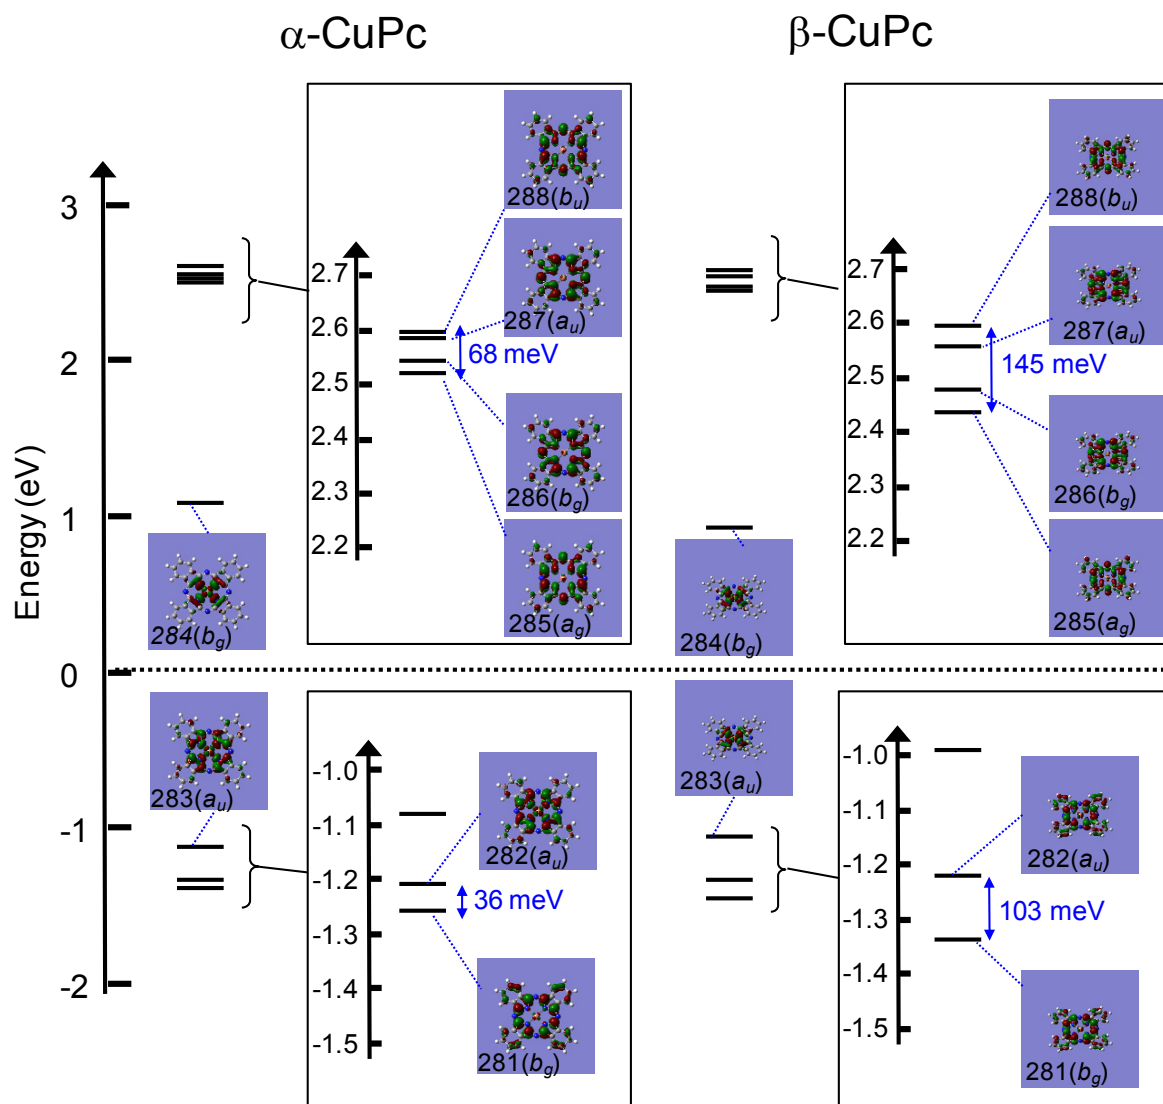 α-CuPc
β-CuPc
Energy (eV)
3
2
1
0
-1
-2
288(bu)
287(au)
286(bg)
285(ag)
2.7
2.6
2.5
2.4
2.3
2.2
68 meV
284(bg)
283(au)
-1.0
-1.1
-1.2
-1.3
-1.4
-1.5
282(au)
36 meV
281(bg)
288(bu)
287(au)
286(bg)
285(ag)
2.7
2.6
2.5
2.4
2.3
2.2
145 meV
284(bg)
283(au)
-1.0
-1.1
-1.2
-1.3
-1.4
-1.5
282(au)
103 meV
281(bg)